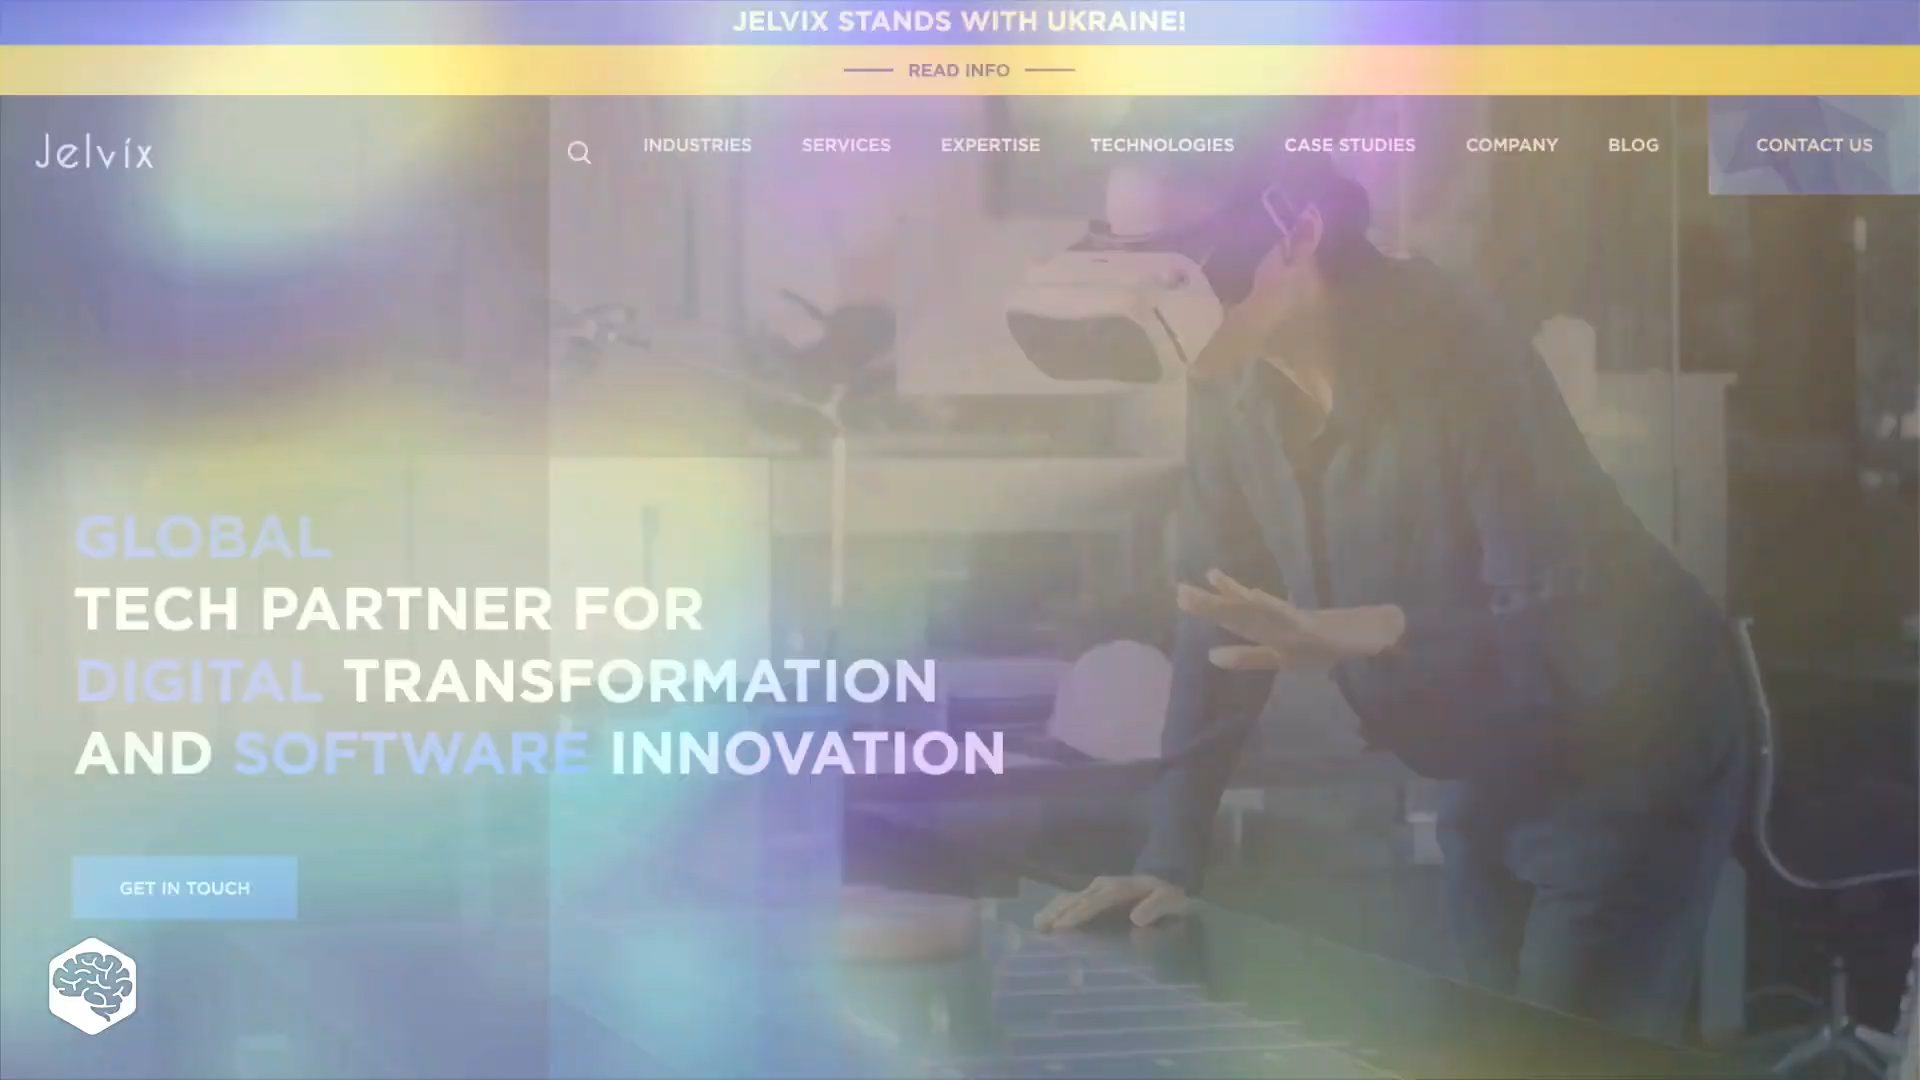 JELVIX STANDS WITH UKRAINE!
READ INFO
Jelvix
INDUSTRIES SERVICES EXPERTISE TECHNOLOGIES CASE STUDIES COMPANY BLOG CONTACT US
GLOBAL
TECH PARTNER FOR
DIGITAL TRANSFORMATION
AND SOFTWARE INNOVATION
GET IN TOUCH